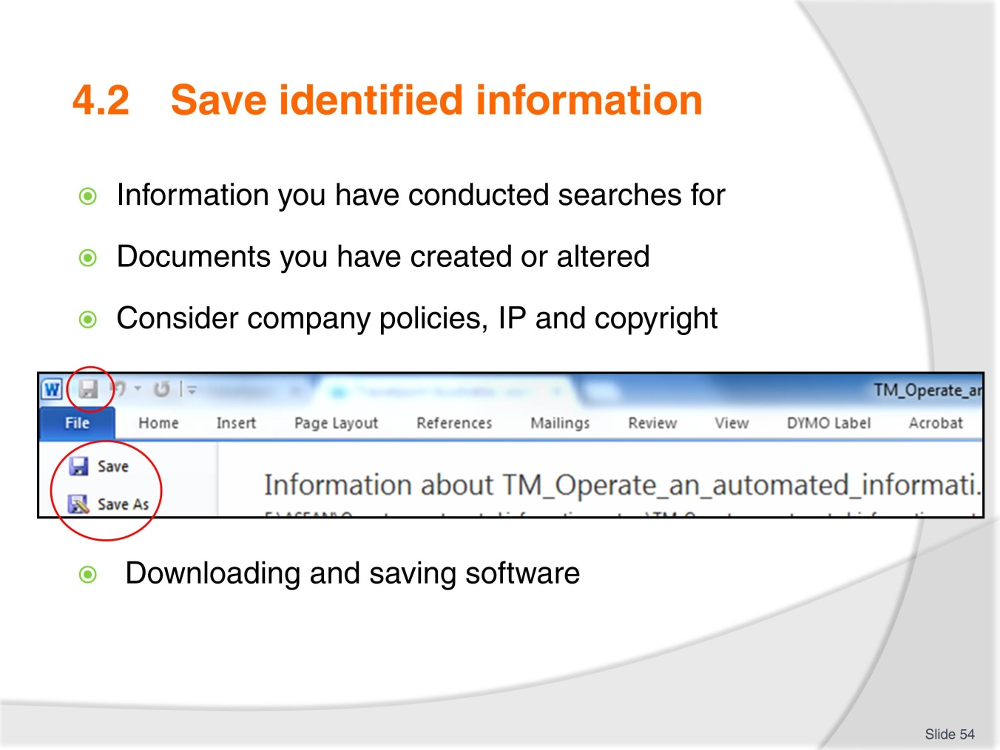 4.2 Save identified information
Information you have conducted searches for
Documents you have created or altered
Consider company policies, IP and copyright
W
TM_Operate_an
File Home Insert Page Layout References Mailings Review View DYMO Label Acrobat
Save
Information about TM_Operate_an_automated_informati.
Save As
Downloading and saving software
Slide 54